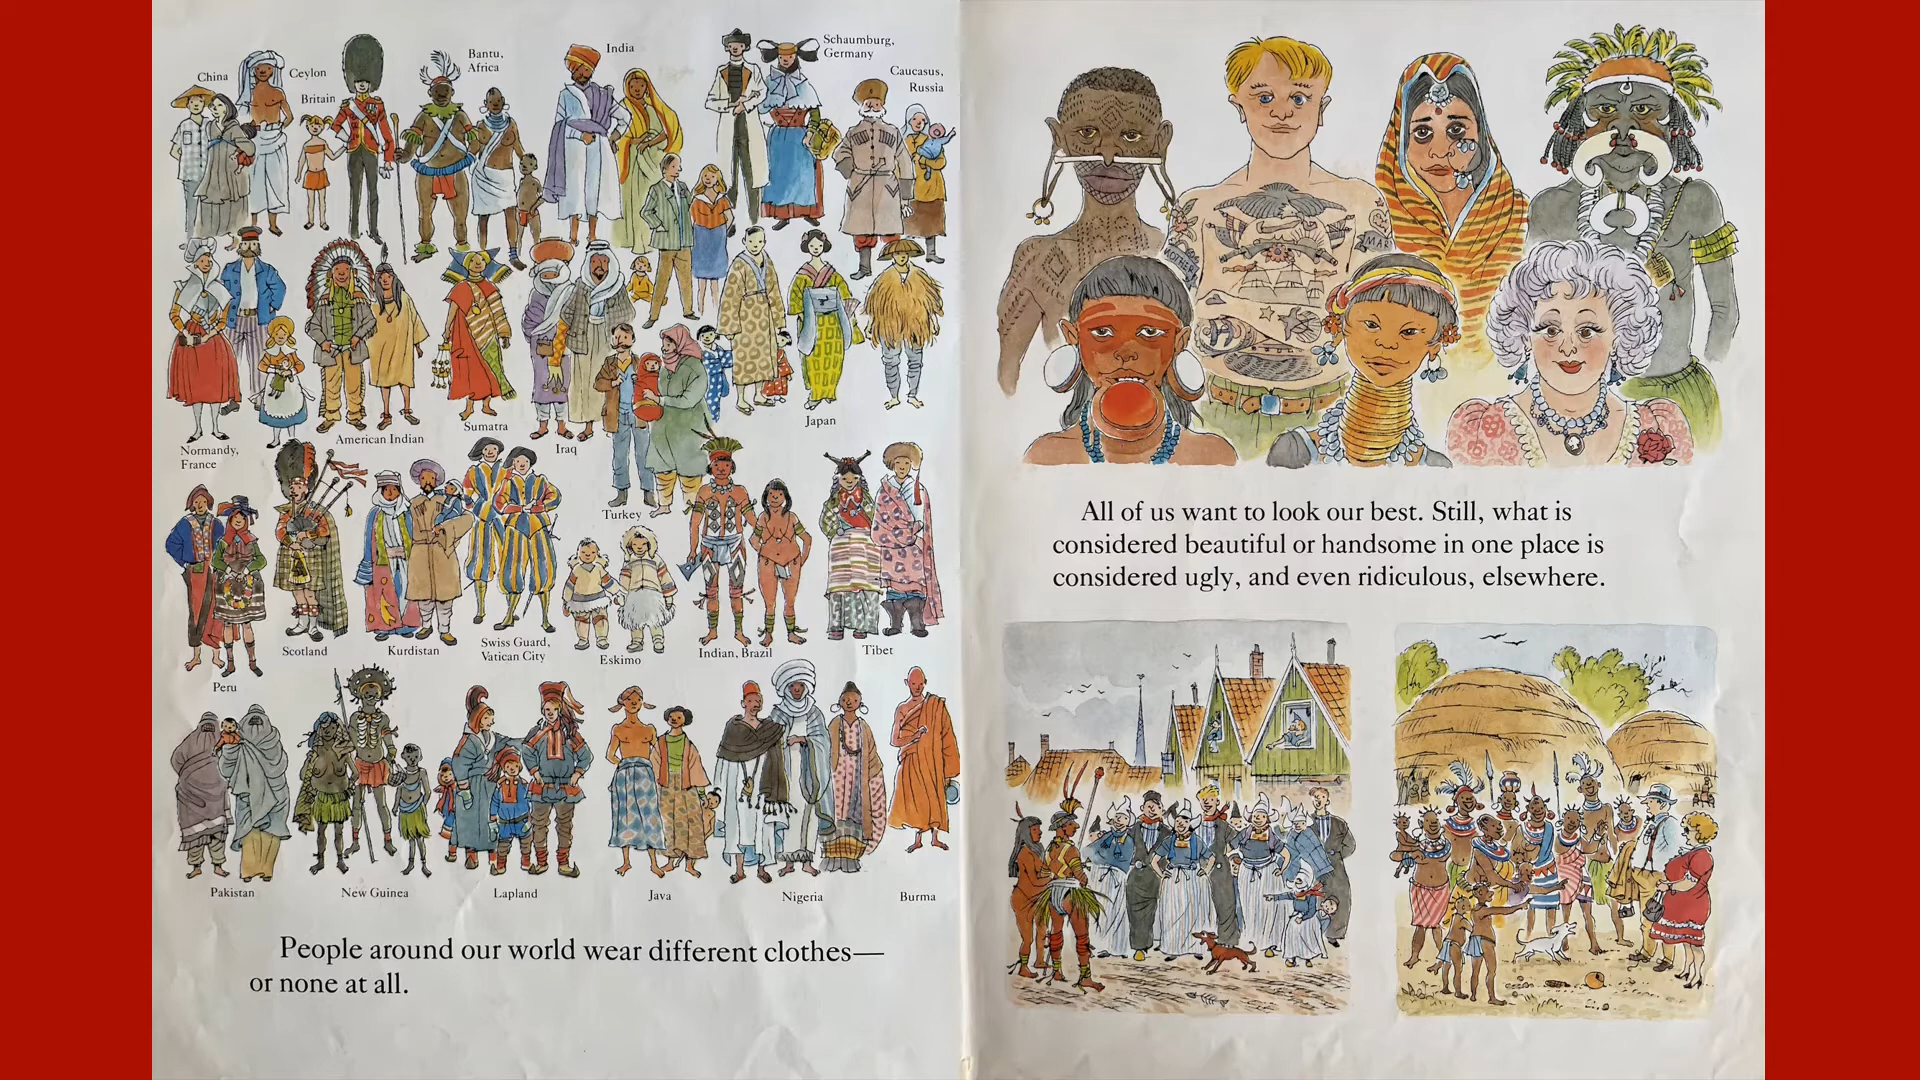 China
Ceylon
Britain
Bantu,
Africa
India
Schaumburg,
Germany
Caucasus,
Russia
Normandy,
France
American Indian
Sumatra
Iraq
Turkey
Japan
Peru
Scotland
Kurdistan
Swiss Guard,
Vatican City
Eskimo
Indian, Brazil
Tibet
Pakistan
New Guinea
Lapland
Java
Nigeria
Burma
People around our world wear different clothes—
or none at all.
MOTHER
MAR
All of us want to look our best. Still, what is
considered beautiful or handsome in one place is
considered ugly, and even ridiculous, elsewhere.